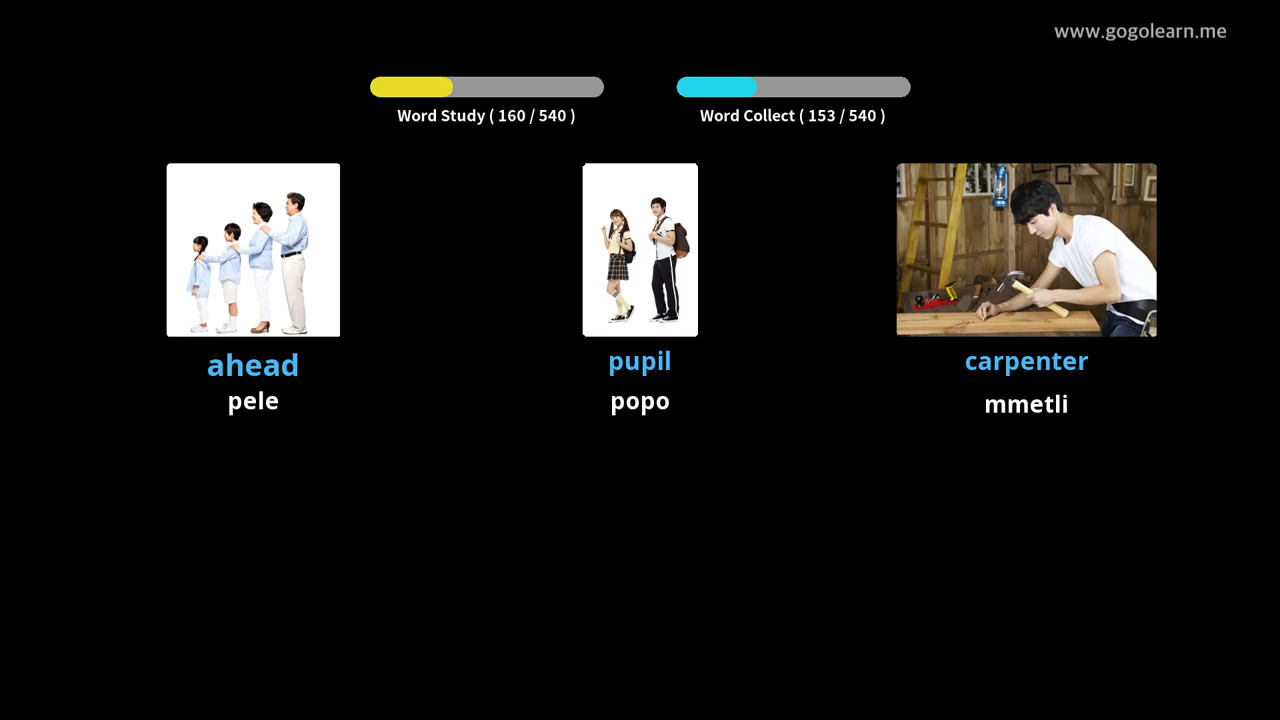 www.gogolearn.me
Word Study ( 160 / 540 )
Word Collect ( 153 / 540 )
ahead
pele
pupil
popo
carpenter
mmetli